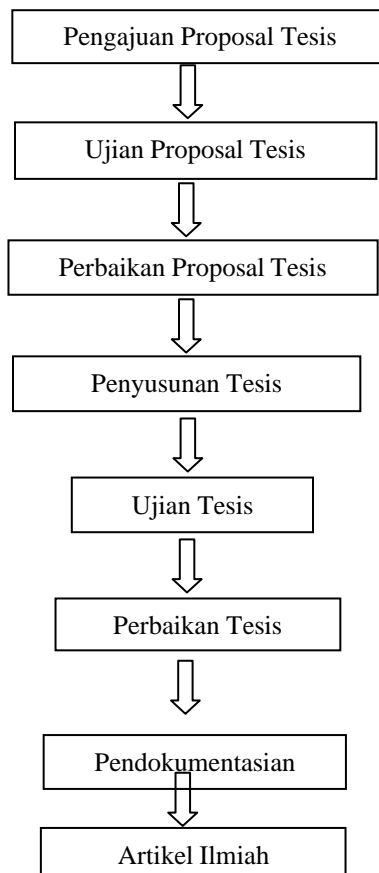 Pengajuan Proposal Tesis
Ujian Proposal Tesis
Perbaikan Proposal Tesis
Penyusunan Tesis
Ujian Tesis
Perbaikan Tesis
Pendokumentasian
Artikel Ilmiah